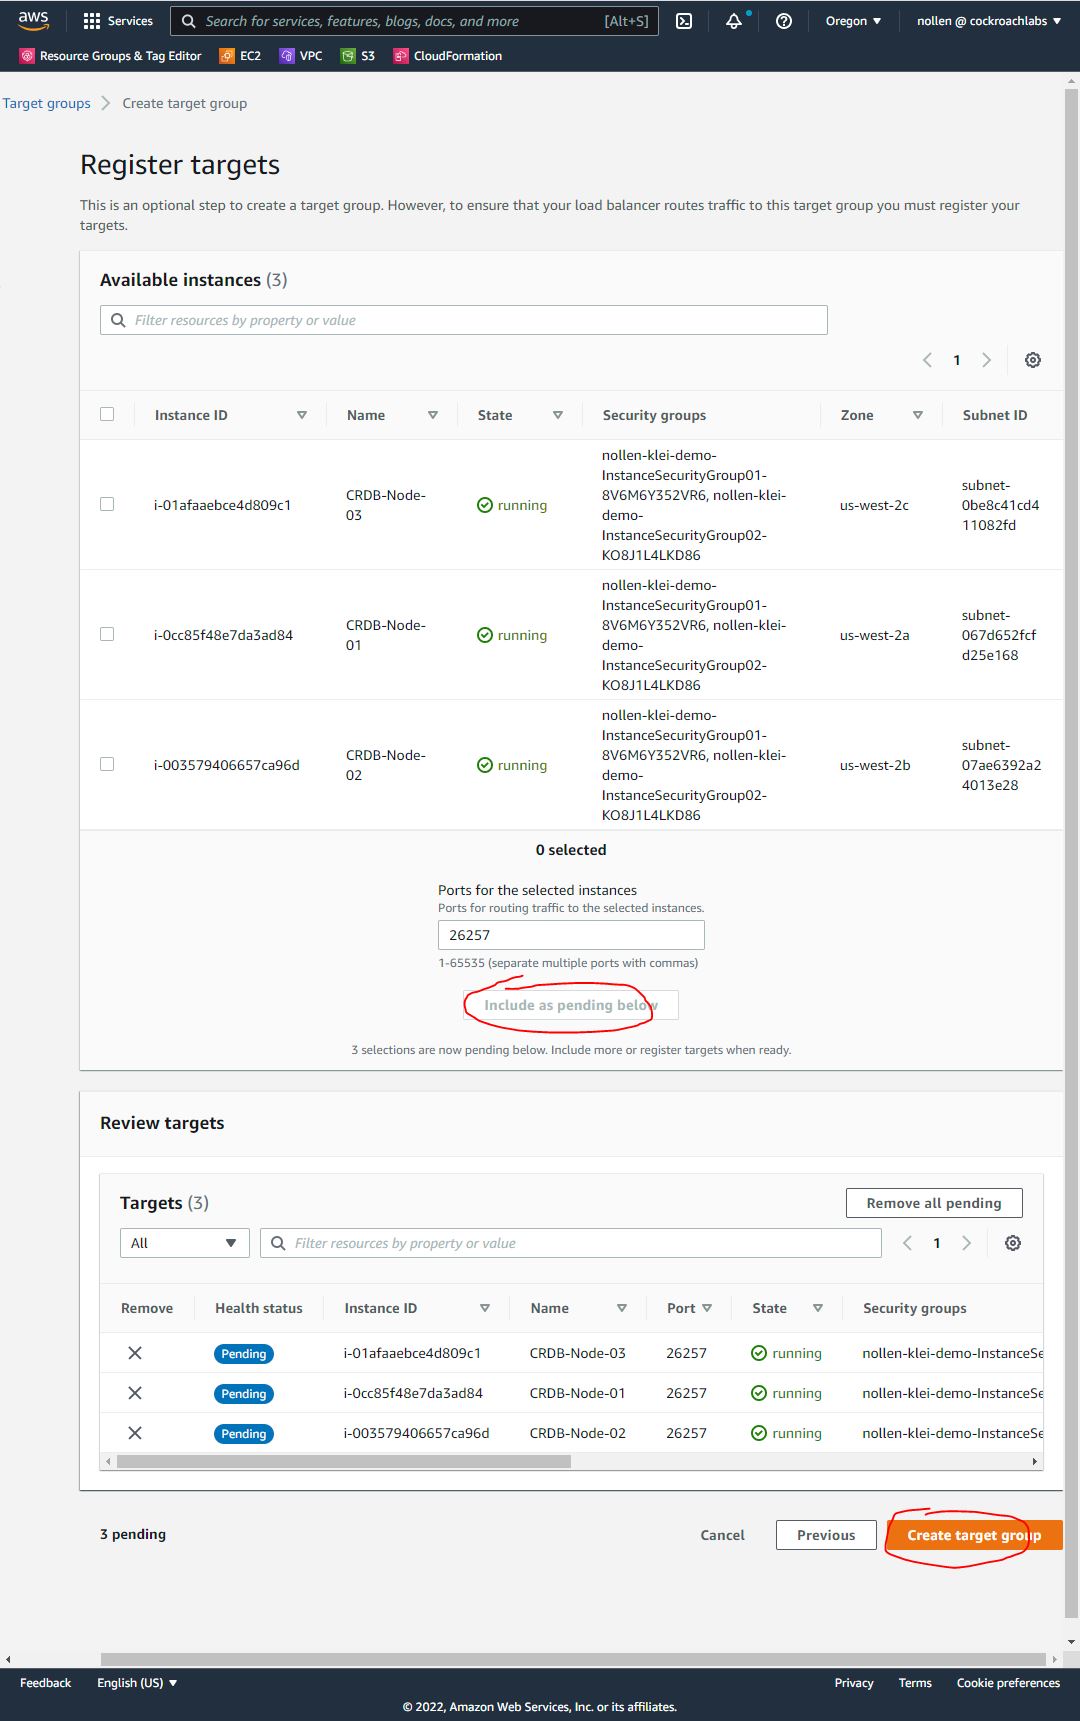 aws
Services
Search for services, features, blogs, docs, and more
[Alt+S]
Oregon
nollen @ cockroachlabs
Resource Groups & Tag Editor
EC2
VPC
S3
CloudFormation
Target groups
Create target group
Register targets
This is an optional step to create a target group. However, to ensure that your load balancer routes traffic to this target group you must register your
targets.
Available instances (3)
Filter resources by property or value
1
Instance ID
Name
State
Security groups
Zone
Subnet ID
i-01afaaebce4d809c1
CRDB-Node-
03
running
nollen-klei-demo-
InstanceSecurityGroup01-
8V6M6Y352VR6, nollen-klei-
demo-
InstanceSecurityGroup02-
KO8J1L4LKD86
us-west-2c
subnet-
0be8c41cd4
11082fd
i-0cc85f48e7da3ad84
CRDB-Node-
01
running
nollen-klei-demo-
InstanceSecurityGroup01-
8V6M6Y352VR6, nollen-klei-
demo-
InstanceSecurityGroup02-
KO8J1L4LKD86
us-west-2a
subnet-
067d652fcf
d25e168
i-003579406657ca96d
CRDB-Node-
02
running
nollen-klei-demo-
InstanceSecurityGroup01-
8V6M6Y352VR6, nollen-klei-
demo-
InstanceSecurityGroup02-
KO8J1L4LKD86
us-west-2b
subnet-
07ae6392a2
4013e28
0 selected
Ports for the selected instances
Ports for routing traffic to the selected instances.
26257
1-65535 (separate multiple ports with commas)
Include as pending below
3 selections are now pending below. Include more or register targets when ready.
Review targets
Targets (3)
Remove all pending
All
Filter resources by property or value
1
Remove
Health status
Instance ID
Name
Port
State
Security groups
Pending
i-01afaaebce4d809c1
CRDB-Node-03
26257
running
nollen-klei-demo-InstanceSe
Pending
i-0cc85f48e7da3ad84
CRDB-Node-01
26257
running
nollen-klei-demo-InstanceSe
Pending
i-003579406657ca96d
CRDB-Node-02
26257
running
nollen-klei-demo-InstanceSe
3 pending
Cancel
Previous
Create target group
Feedback
English (US)
Privacy
Terms
Cookie preferences
© 2022, Amazon Web Services, Inc. or its affiliates.